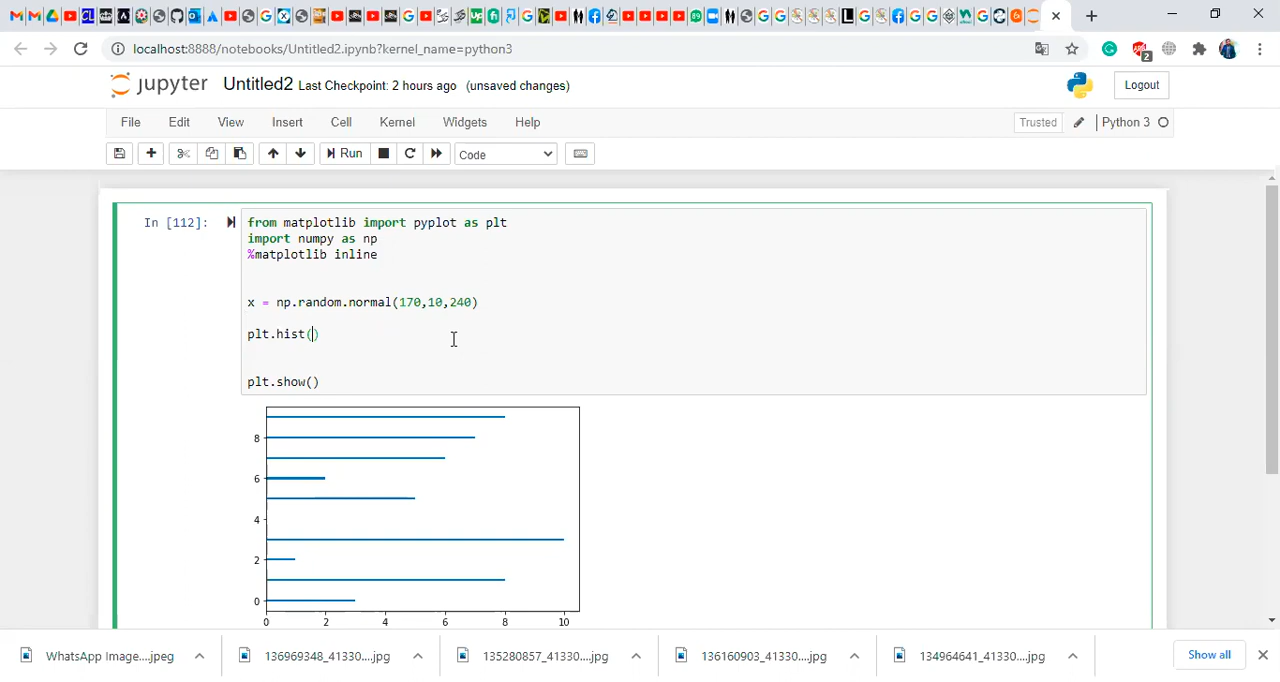 localhost:8888/notebooks/Untitled2.ipynb?kernel_name=python3
2
jupyter Untitled2 Last Checkpoint: 2 hours ago (unsaved changes)
Logout
File Edit View Insert Cell Kernel Widgets Help
Trusted Python 3
Run Code
In [112]:
from matplotlib import pyplot as plt
import numpy as np
%matplotlib inline
x = np.random.normal(170,10,240)
plt.hist()
plt.show()
8
6
4
2
0
0 2 4 6 8 10
WhatsApp Image....jpeg 136969348_41330....jpg 135280857_41330....jpg 136160903_41330....jpg 134964641_41330....jpg Show all